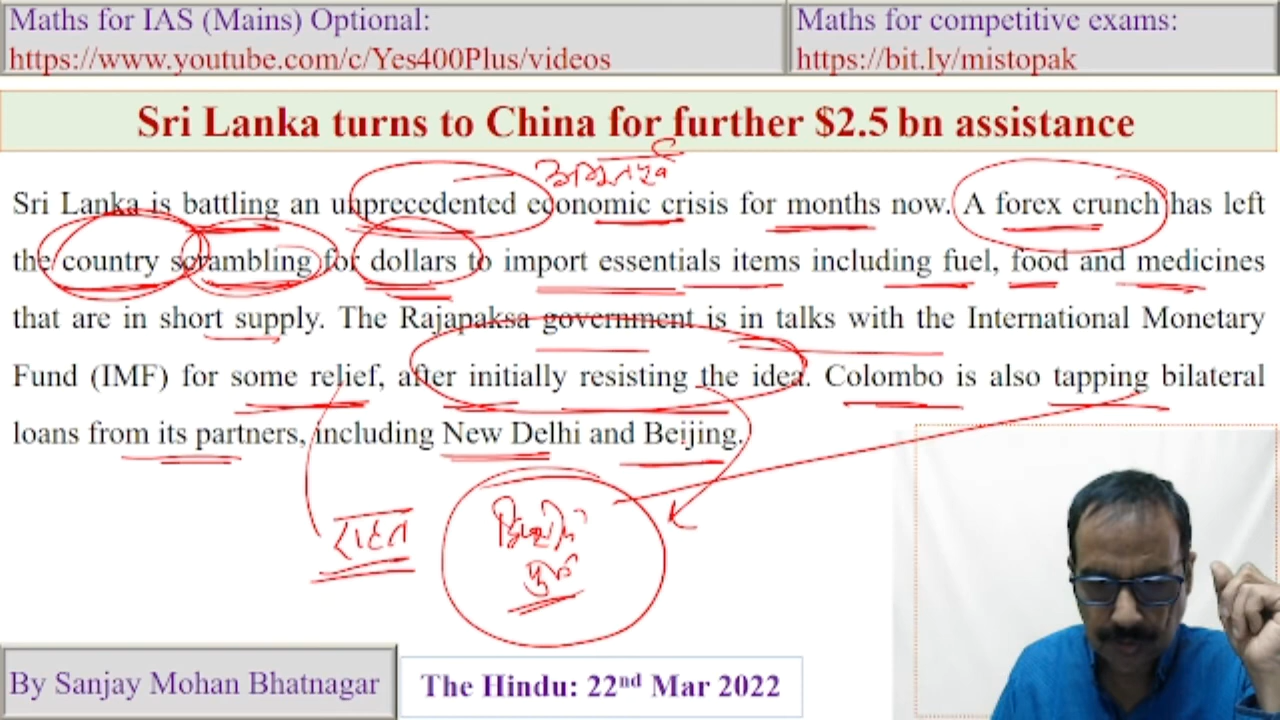 Maths for IAS (Mains) Optional:
https://www.youtube.com/c/Yes400Plus/videos
Maths for competitive exams:
https://bit.ly/mistopak
Sri Lanka turns to China for further $2.5 bn assistance
Sri Lanka is battling an unprecedented economic crisis for months now. A forex crunch has left
the country scrambling for dollars to import essentials items including fuel, food and medicines
that are in short supply. The Rajapaksa government is in talks with the International Monetary
Fund (IMF) for some relief, after initially resisting the idea. Colombo is also tapping bilateral
loans from its partners, including New Delhi and Beijing.
राहत
By Sanjay Mohan Bhatnagar
The Hindu: 22nd Mar 2022